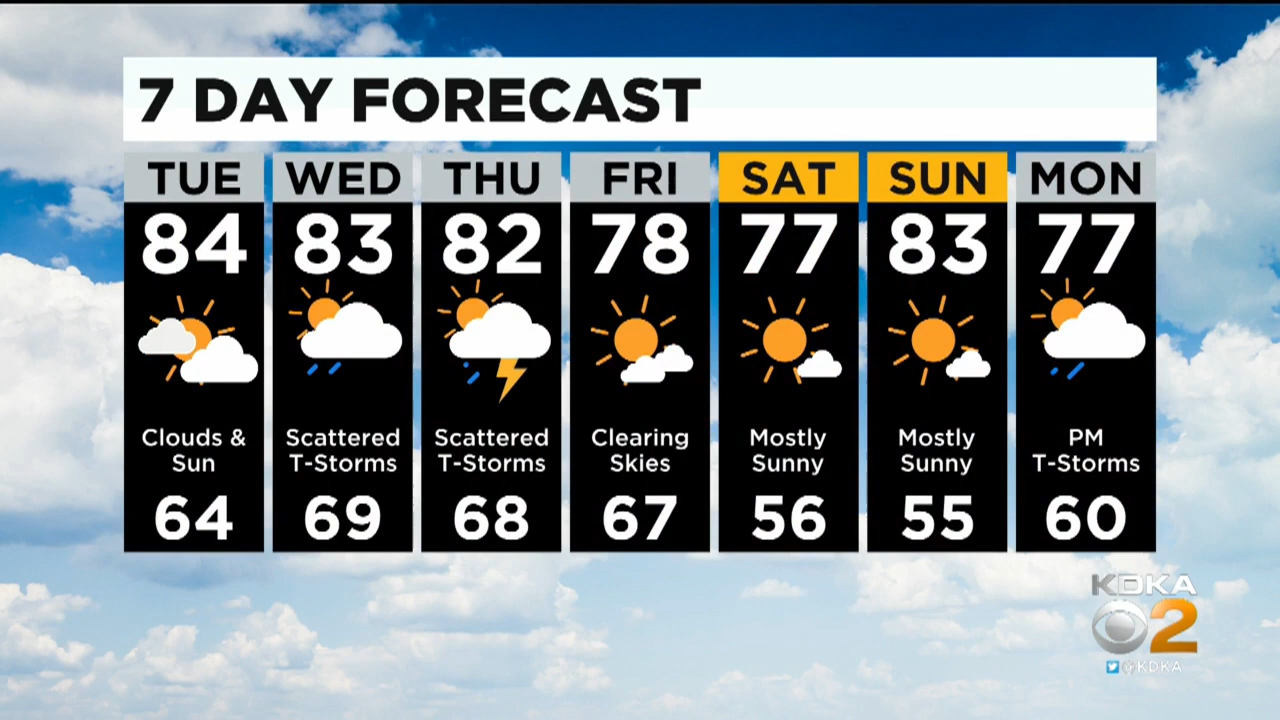 7 DAY FORECAST
TUE WED THU FRI SAT SUN MON
84 83 82 78 77 83 77
Clouds & Scattered Scattered Clearing Mostly Mostly PM
Sun T-Storms T-Storms Skies Sunny Sunny T-Storms
64 69 68 67 56 55 60
KDKA
2
@KDKA